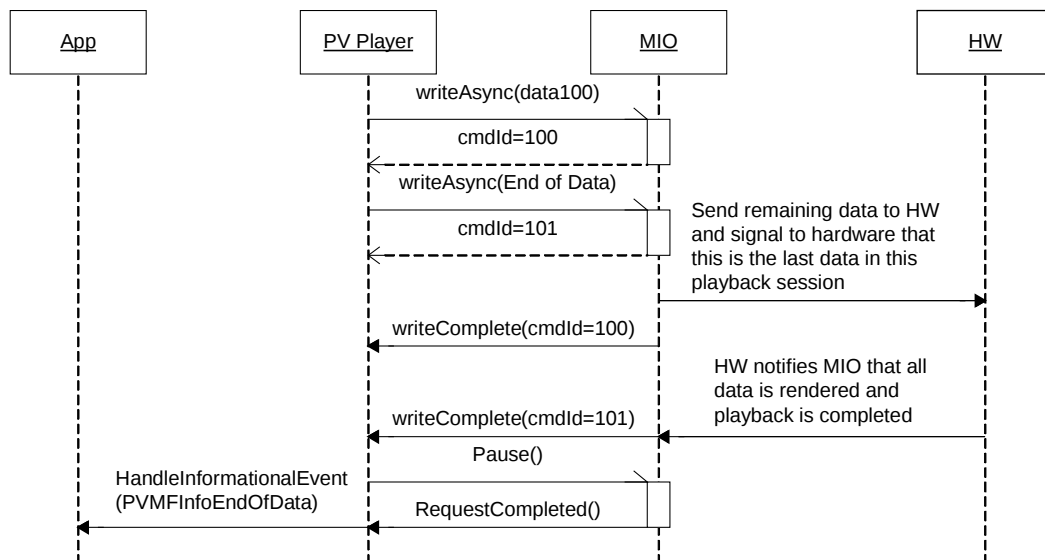 App
PV Player
MIO
HW
writeAsync(data100)
cmdId=100
writeAsync(End of Data)
cmdId=101
Send remaining data to HW
and signal to hardware that
this is the last data in this
playback session
writeComplete(cmdId=100)
HW notifies MIO that all
data is rendered and
playback is completed
writeComplete(cmdId=101)
Pause()
HandleInformationalEvent
(PVMFInfoEndOfData)
RequestCompleted()